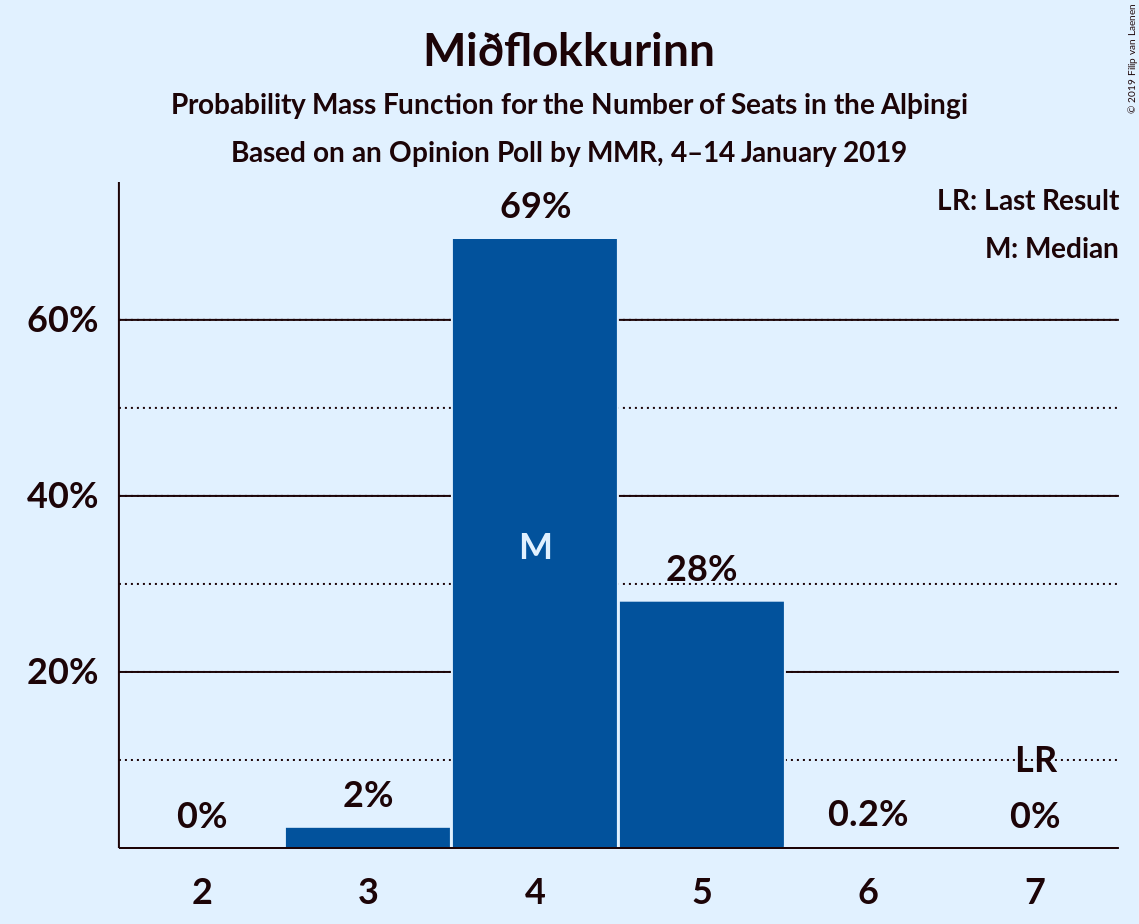 Miðflokkurinn
Probability Mass Function for the Number of Seats in the Alþingi
Based on an Opinion Poll by MMR, 4–14 January 2019
© 2019 Filip van Laenen
LR: Last Result
M: Median
69%
60%
40%
20%
M
28%
LR
0%
2%
0.2%
0%
2 3 4 5 6 7